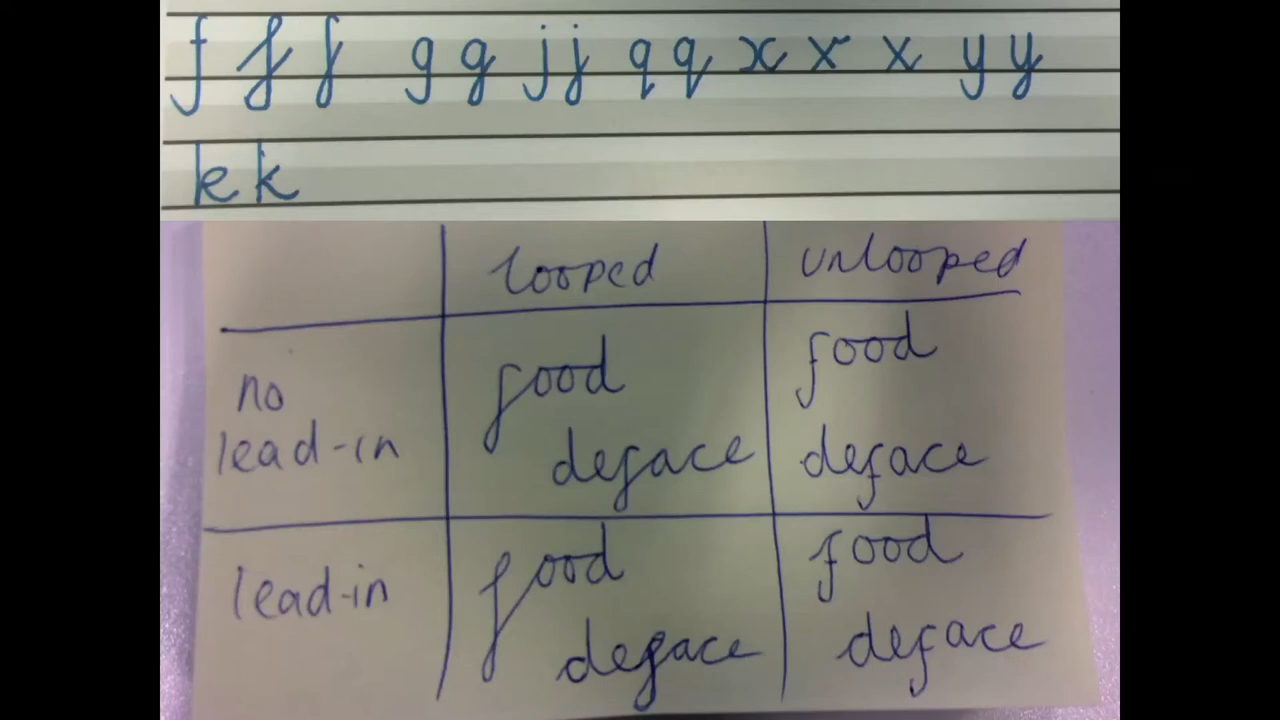 f f f g g j j q q x x x y y
k k
looped unlooped
food food
no
lead-in deface deface
food food
lead-in
deface deface